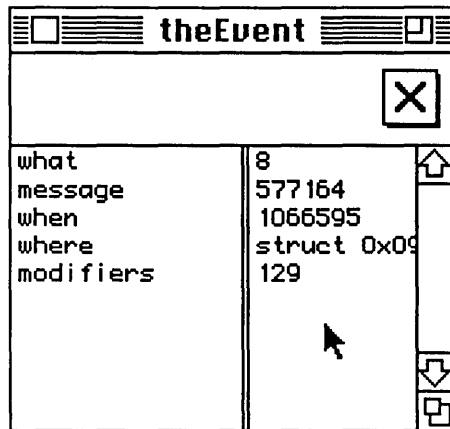 theEvent
what 8
message 577164
when 1066595
where struct 0x09
modifiers 129